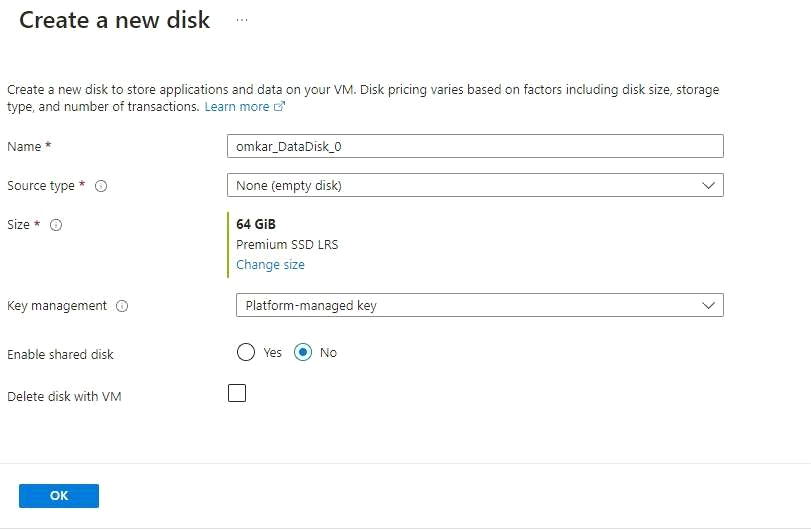 Create a new disk ...
Create a new disk to store applications and data on your VM. Disk pricing varies based on factors including disk size, storage
type, and number of transactions. Learn more
Name * omkar_DataDisk_0
Source type * None (empty disk)
Size * 64 GiB
Premium SSD LRS
Change size
Key management Platform-managed key
Enable shared disk Yes No
Delete disk with VM
OK